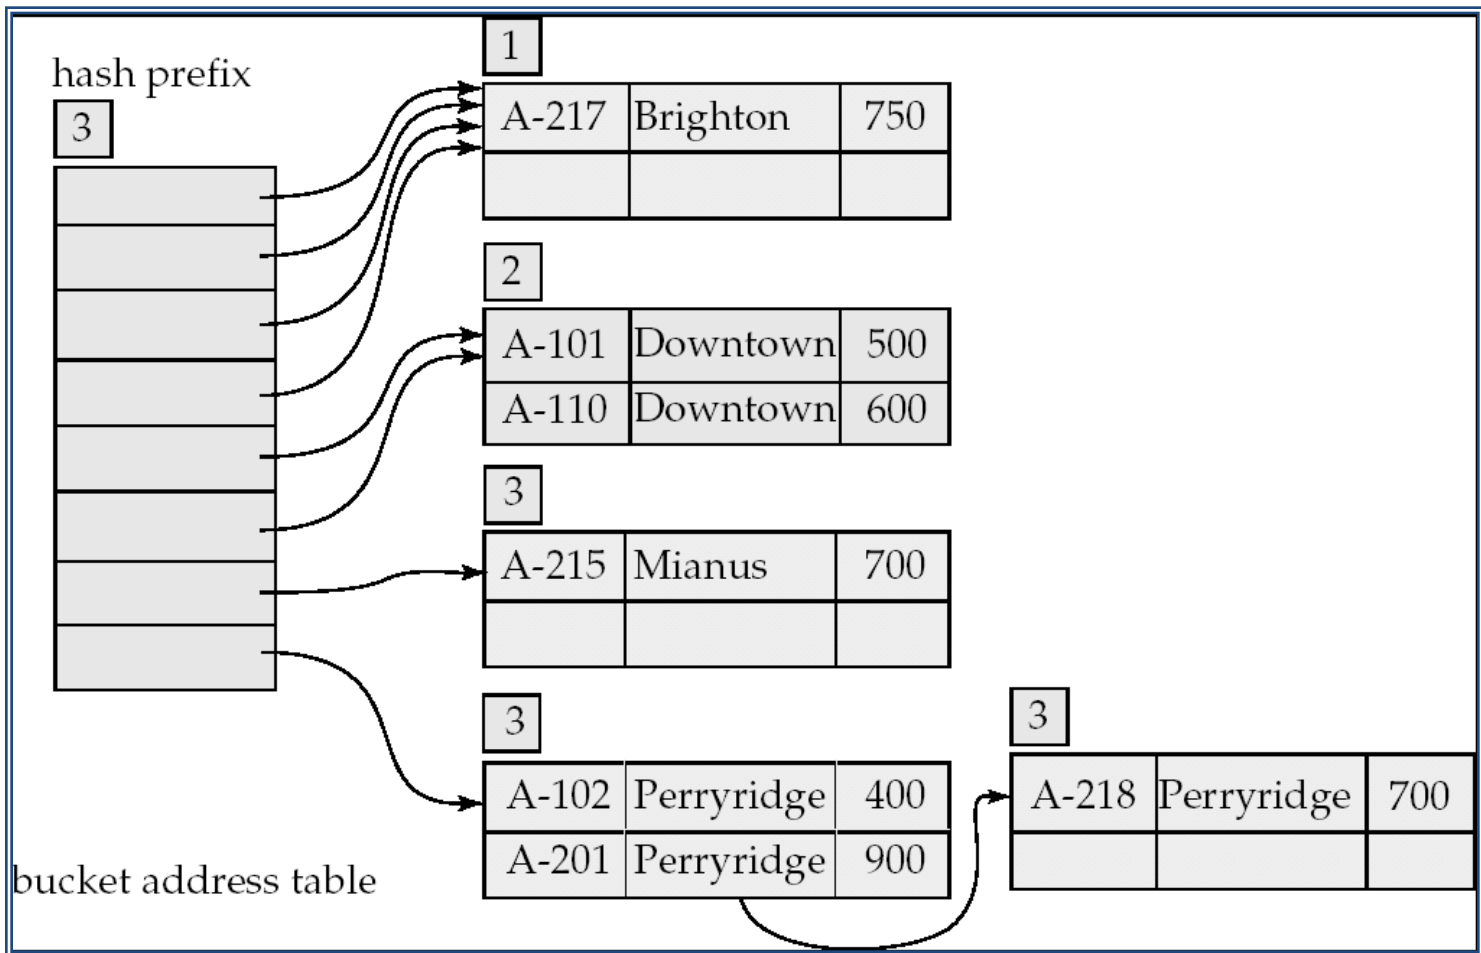 1
hash prefix
3
A-217 Brighton 750
2
A-101 Downtown 500
A-110 Downtown 600
3
A-215 Mianus 700
3
3
A-102 Perryridge 400
A-218 Perryridge 700
A-201 Perryridge 900
bucket address table